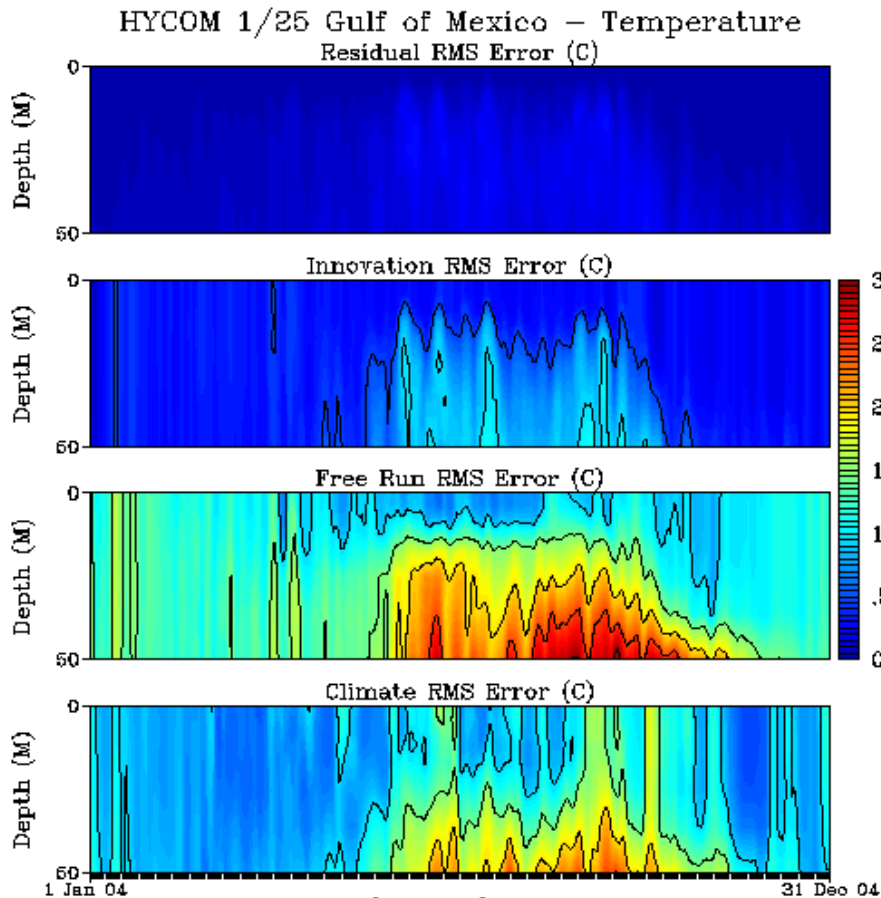 HYCOM 1/25 Gulf of Mexico – Temperature
Residual RMS Error (C)
0
Depth (M)
50
Innovation RMS Error (C)
0
Depth (M)
50
3
2
2
1
1
.5
0
Free Run RMS Error (C)
0
Depth (M)
50
Climate RMS Error (C)
0
Depth (M)
50
1 Jan 04
31 Dec 04